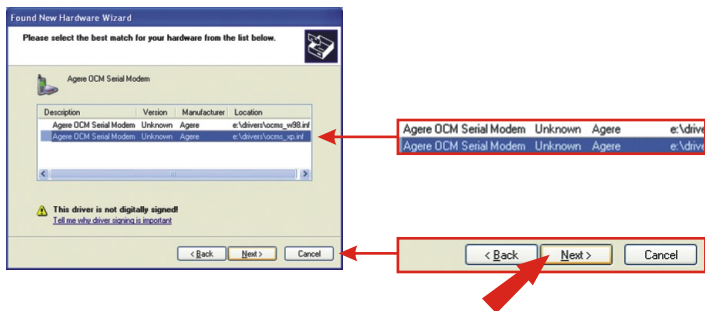 Found New Hardware Wizard
Please select the best match for your hardware from the list below.
Agere OCM Serial Modem
Description Version Manufacturer Location
Agere OCM Serial Modem Unknown Agere e:\drivers\ocms_w98.inf
Agere OCM Serial Modem Unknown Agere e:\drivers\ocms_xp.inf
This driver is not digitally signed!
Tell me why driver signing is important
< Back Next > Cancel
Agere OCM Serial Modem Unknown Agere e:\drive
Agere OCM Serial Modem Unknown Agere e:\drive
< Back Next > Cancel